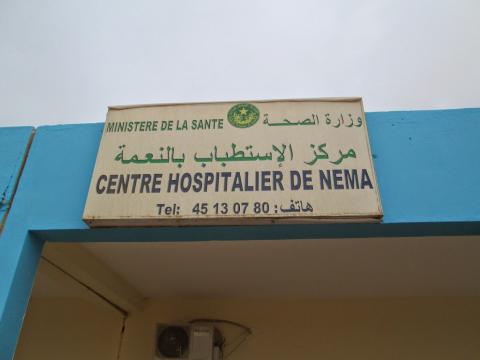 MINISTERE DE LA SANTE وزارة الصحة
مركز الإستطباب بالنعمة
CENTRE HOSPITALIER DE NEMA
Tel: 45 13 07 80 :هاتف